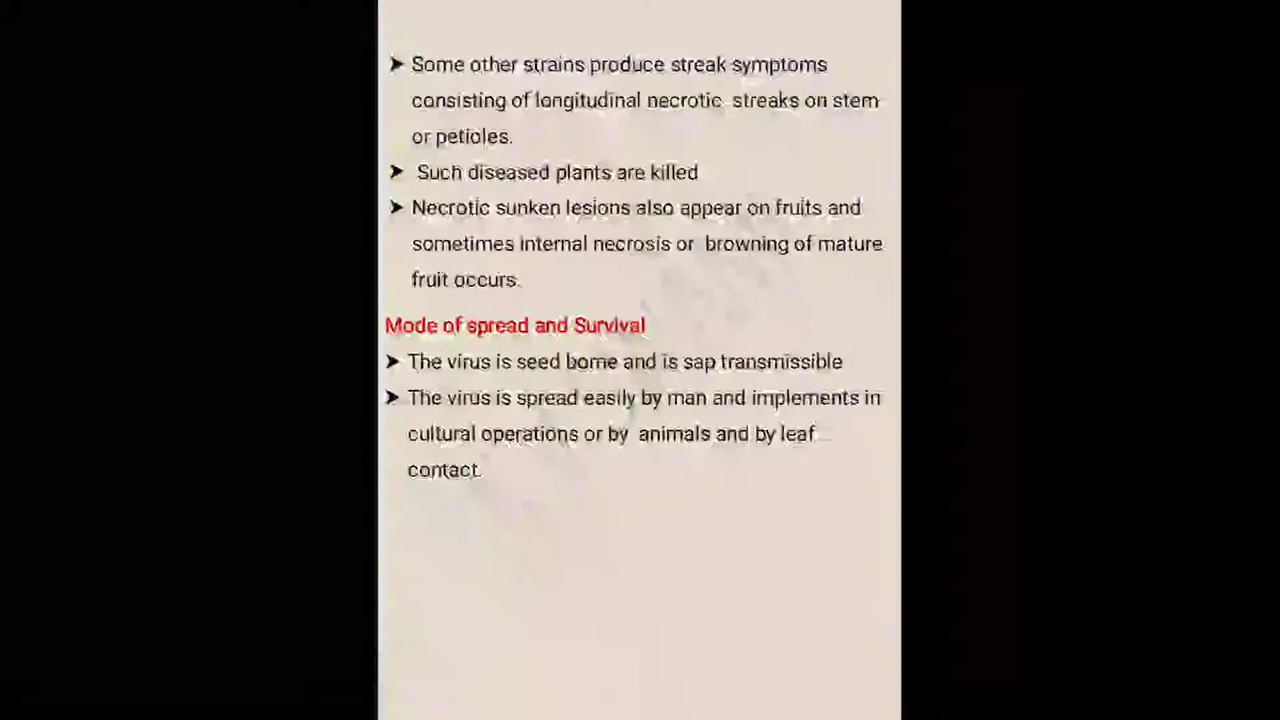 ➤ Some other strains produce streak symptoms
consisting of longitudinal necrotic streaks on stem
or petioles.
➤ Such diseased plants are killed
➤ Necrotic sunken lesions also appear on fruits and
sometimes internal necrosis or browning of mature
fruit occurs.
Mode of spread and Survival
➤ The virus is seed borne and is sap transmissible
➤ The virus is spread easily by man and implements in
cultural operations or by animals and by leaf
contact.